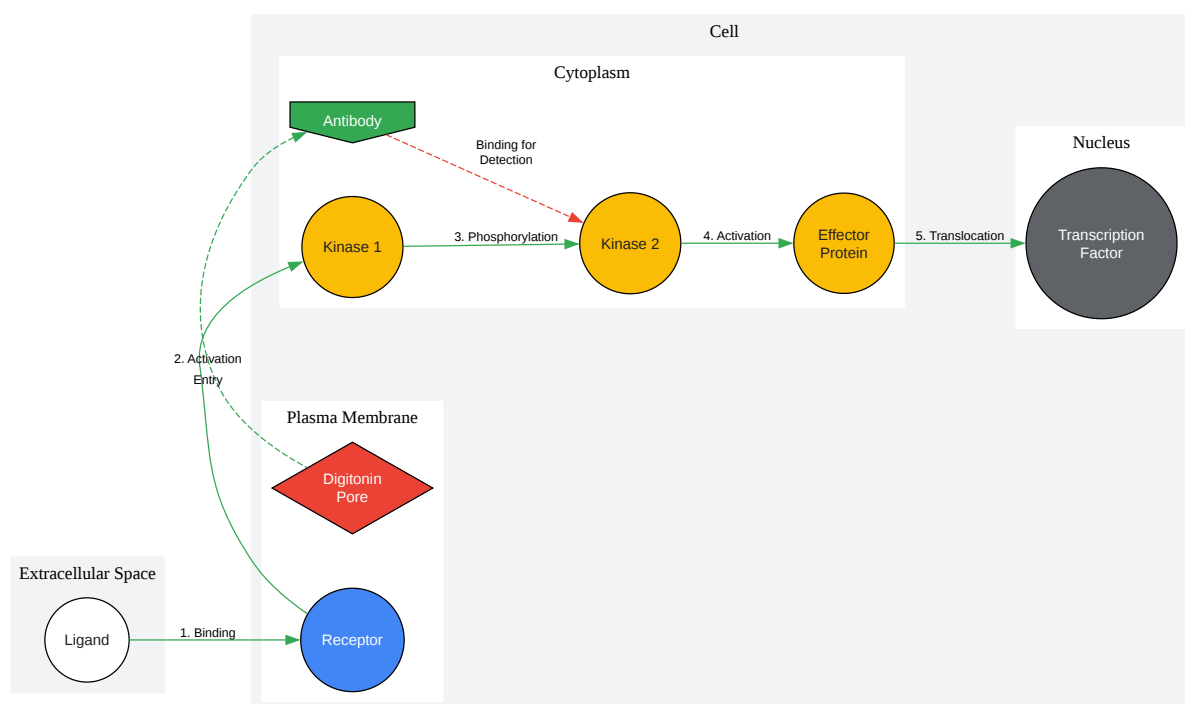 Cell
Cytoplasm
Antibody
Binding for
Detection
Nucleus
Kinase 1
3. Phosphorylation
Kinase 2
4. Activation
Effector
Protein
5. Translocation
Transcription
Factor
2. Activation
Entry
Plasma Membrane
Digitonin
Pore
Extracellular Space
Ligand
1. Binding
Receptor